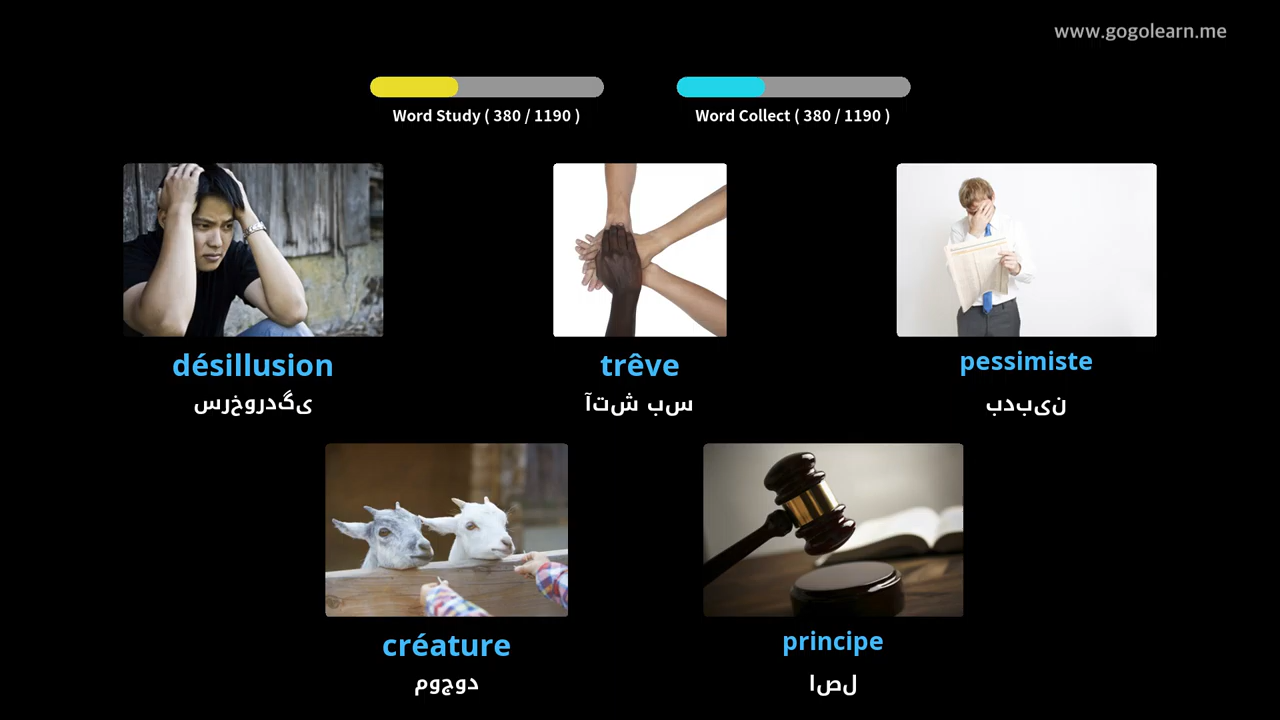 www.gogolearn.me
Word Study ( 380 / 1190 )
Word Collect ( 380 / 1190 )
désillusion
یگدروخرس
trêve
سب شتآ
pessimiste
نیبدب
créature
دوجوم
principe
لصا